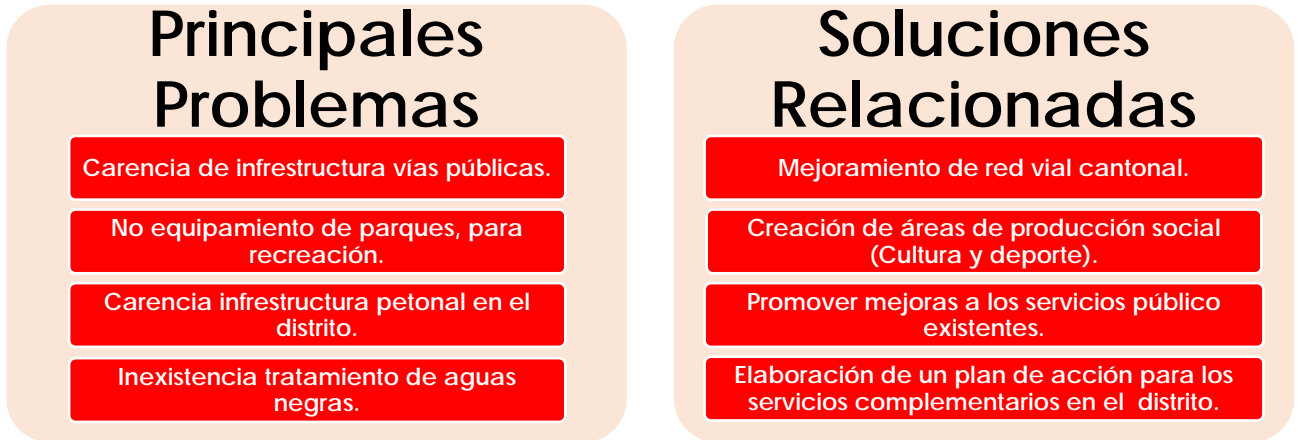 Principales
Problemas
Carencia de infrestructura vías públicas.
No equipamiento de parques, para
recreación.
Carencia infrestructura petonal en el
distrito.
Inexistencia tratamiento de aguas
negras.
Soluciones
Relacionadas
Mejoramiento de red vial cantonal.
Creación de áreas de producción social
(Cultura y deporte).
Promover mejoras a los servicios público
existentes.
Elaboración de un plan de acción para los
servicios complementarios en el distrito.